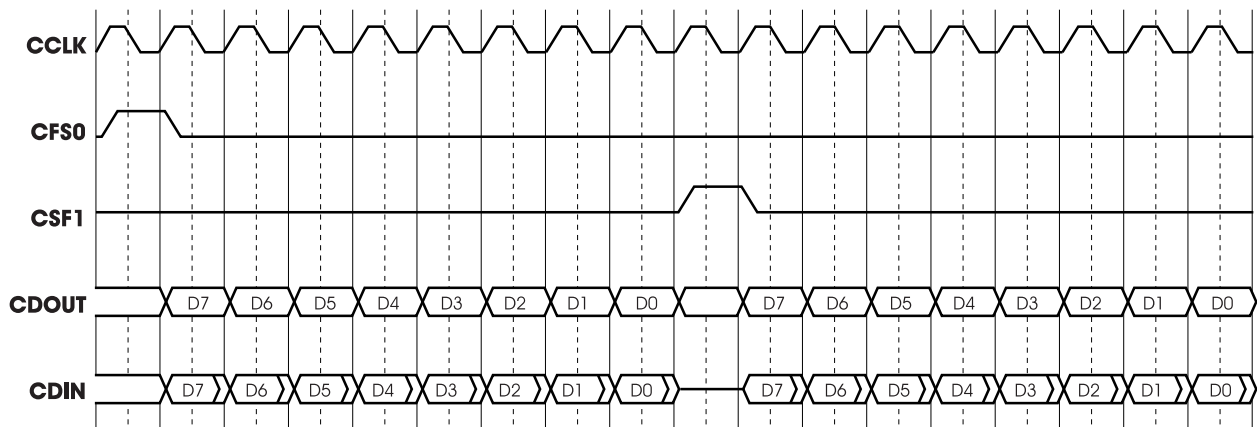 CCLK
CFS0
CSF1
CDOUT D7 D6 D5 D4 D3 D2 D1 D0 D7 D6 D5 D4 D3 D2 D1 D0
CDIN D7 D6 D5 D4 D3 D2 D1 D0 D7 D6 D5 D4 D3 D2 D1 D0